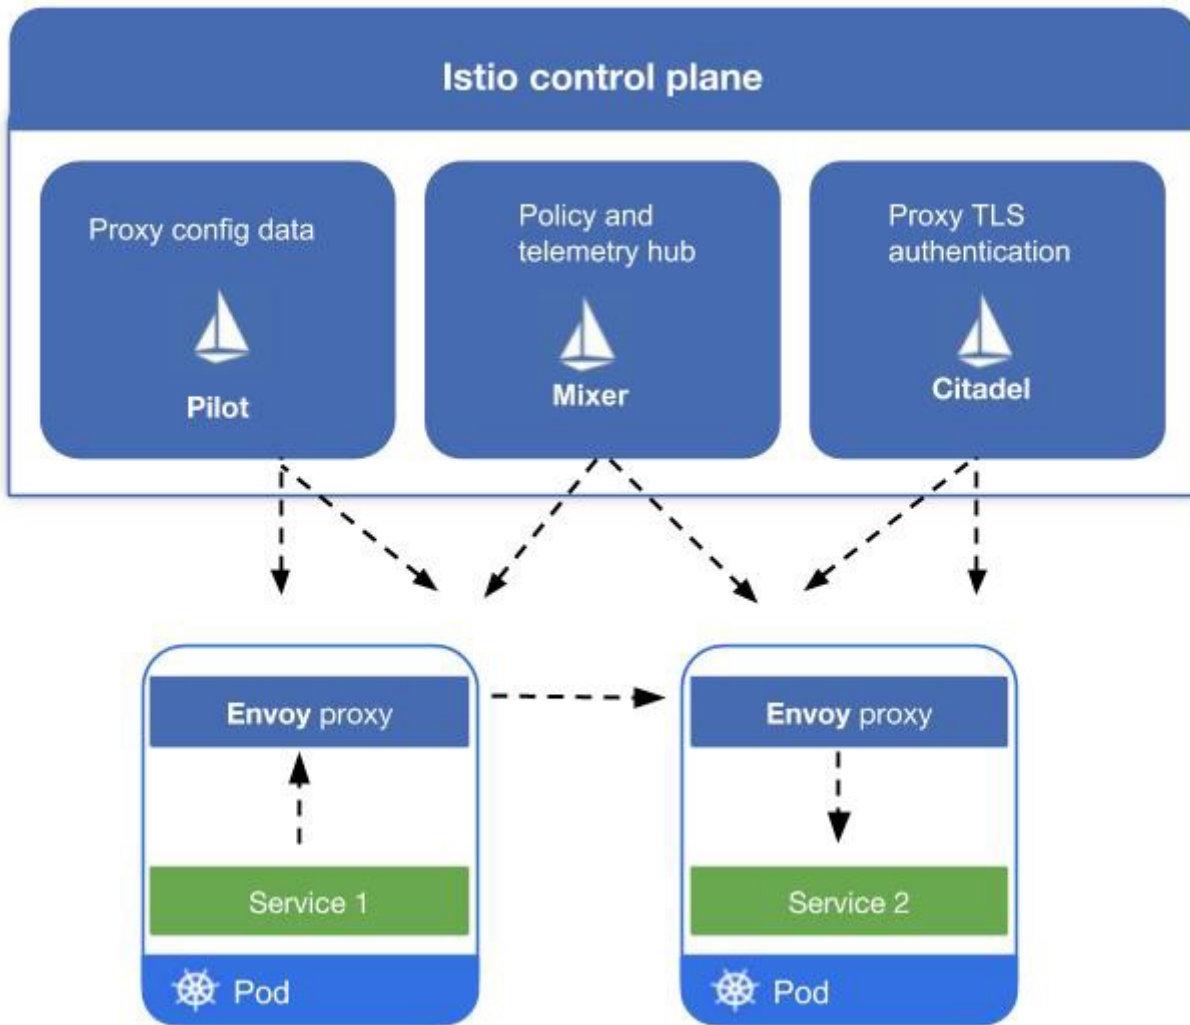 Istio control plane
Proxy config data
Pilot
Policy and
telemetry hub
Mixer
Proxy TLS
authentication
Citadel
Envoy proxy
Service 1
Pod
Envoy proxy
Service 2
Pod